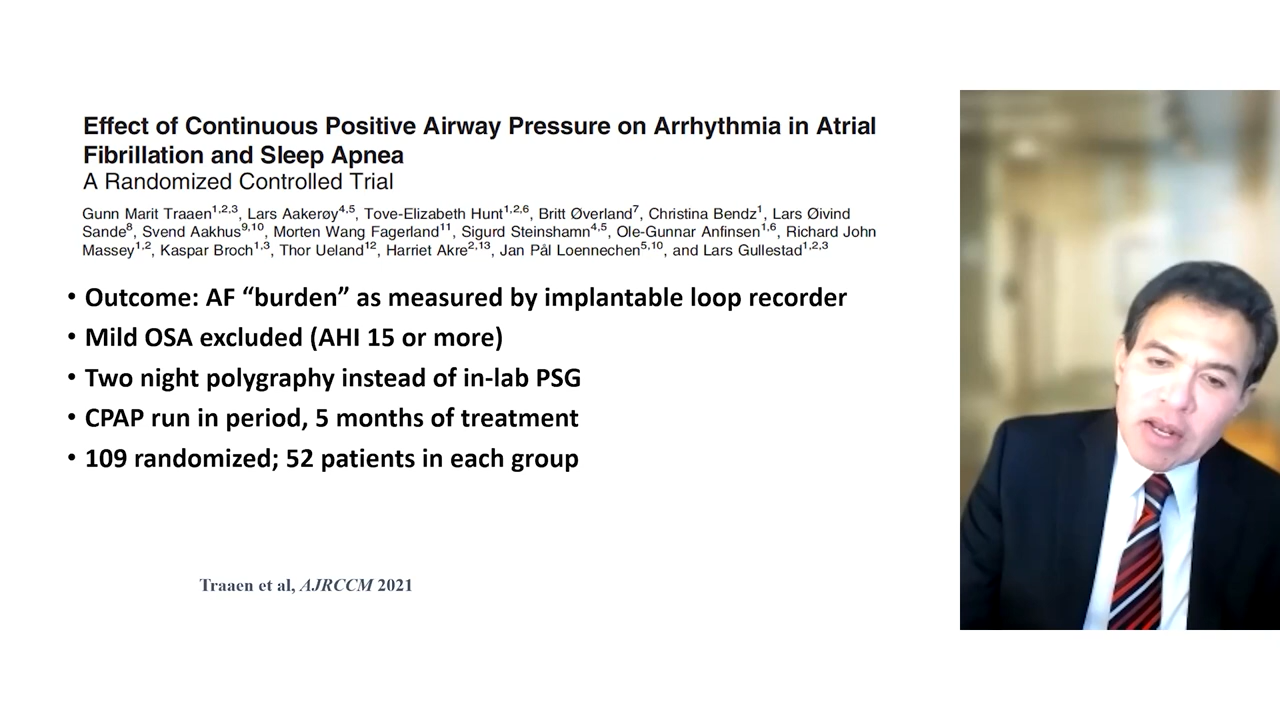 Effect of Continuous Positive Airway Pressure on Arrhythmia in Atrial
Fibrillation and Sleep Apnea
A Randomized Controlled Trial
Gunn Marit Traaen1,2,3, Lars Aakerøy4,5, Tove-Elizabeth Hunt1,2,6, Britt Øverland7, Christina Bendz1, Lars Øivind
Sande8, Svend Aakhus9,10, Morten Wang Fagerland11, Sigurd Steinshamn4,5, Ole-Gunnar Anfinsen1,6, Richard John
Massey1,2, Kaspar Broch1,3, Thor Ueland12, Harriet Akre2,13, Jan Pål Loennechen5,10, and Lars Gullestad1,2,3
• Outcome: AF “burden” as measured by implantable loop recorder
• Mild OSA excluded (AHI 15 or more)
• Two night polygraphy instead of in-lab PSG
• CPAP run in period, 5 months of treatment
• 109 randomized; 52 patients in each group
Traaen et al, AJRCCM 2021